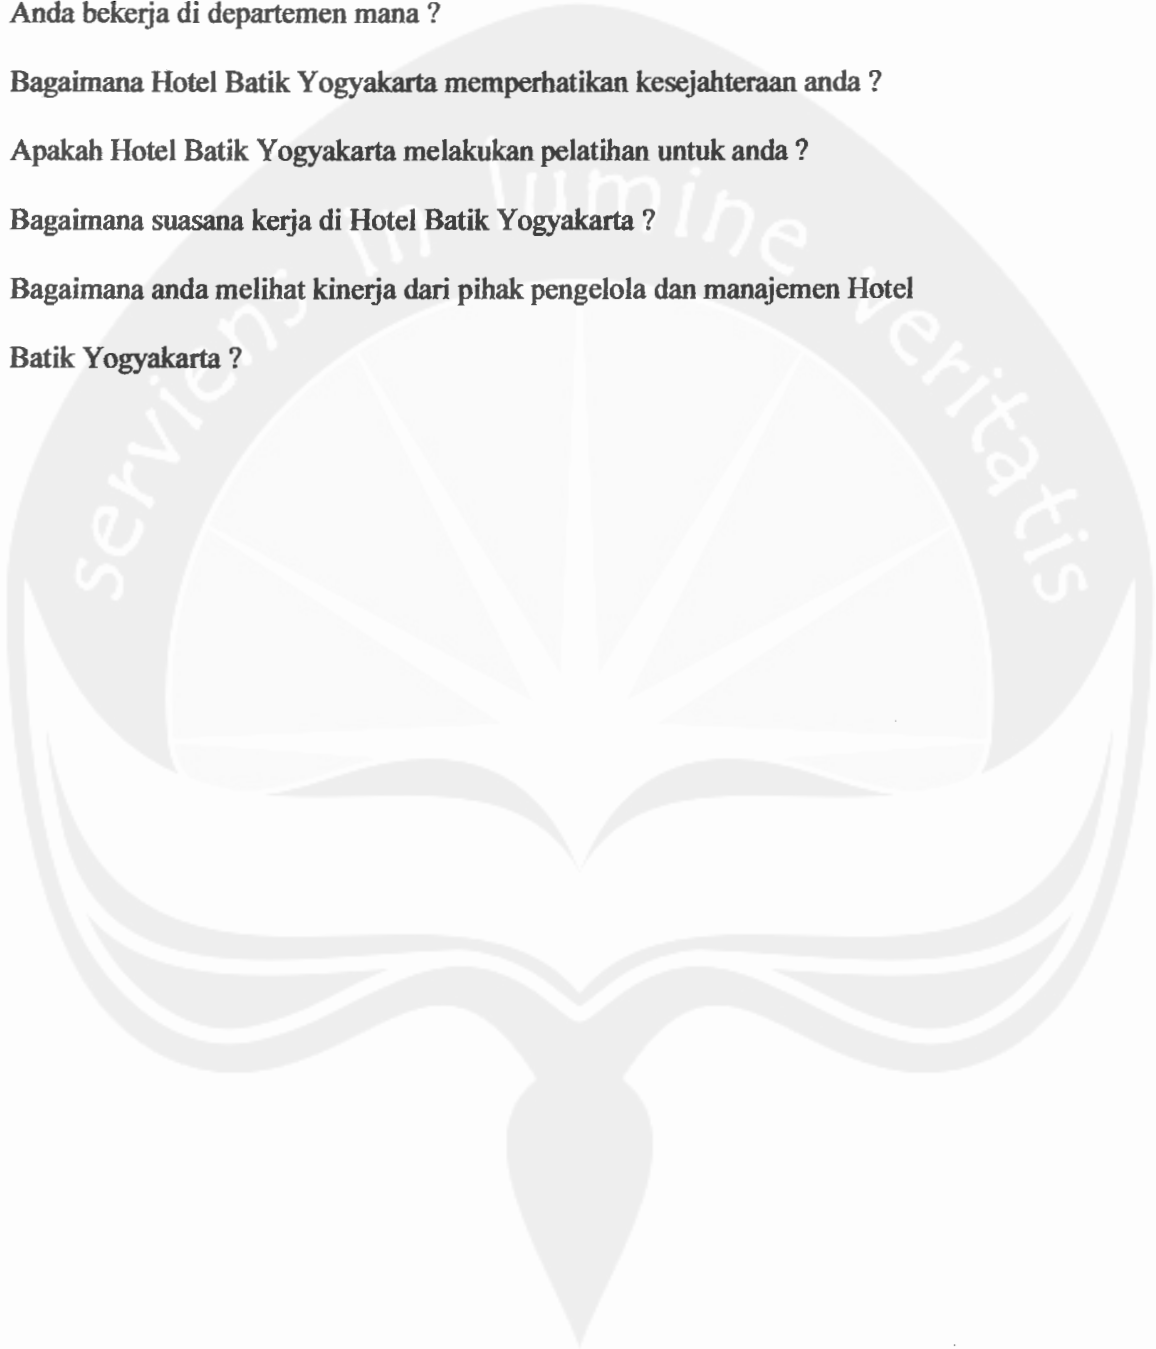 Anda bekerja di departemen mana ?
Bagaimana Hotel Batik Yogyakarta memperhatikan kesejahteraan anda ?
Apakah Hotel Batik Yogyakarta melakukan pelatihan untuk anda ?
Bagaimana suasana kerja di Hotel Batik Yogyakarta ?
Bagaimana anda melihat kinerja dari pihak pengelola dan manajemen Hotel
Batik Yogyakarta ?
serviens in lumine veritatis